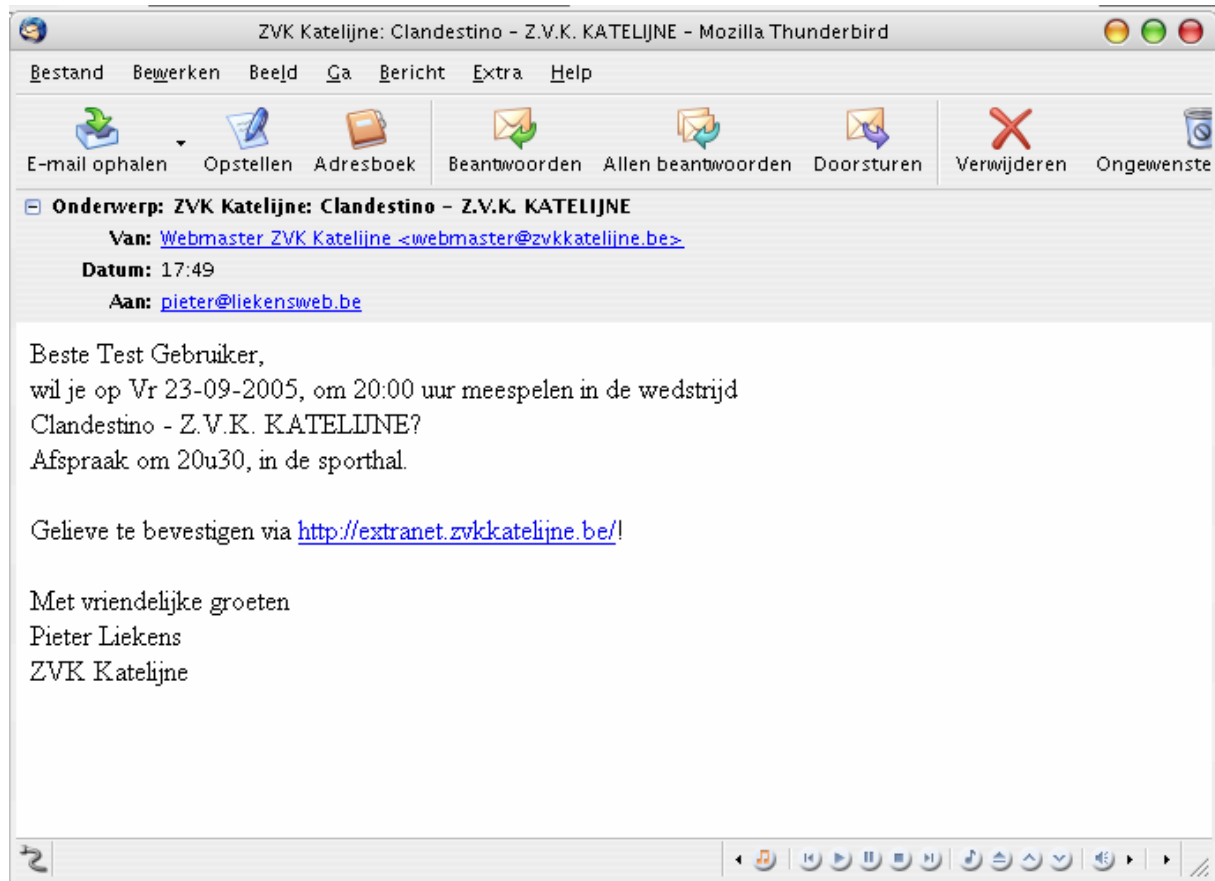 ZVK Katelijne: Clandestino – Z.V.K. KATELIJNE – Mozilla Thunderbird
Bestand Bewerken Beeld Ga Bericht Extra Help
E-mail ophalen Opstellen Adresboek Beantwoorden Allen beantwoorden Doorsturen Verwijderen Ongewenste
Onderwerp: ZVK Katelijne: Clandestino – Z.V.K. KATELIJNE
Van: Webmaster ZVK Katelijne <webmaster@zvkkatelijne.be>
Datum: 17:49
Aan: pieter@liekensweb.be
Beste Test Gebruiker,
wil je op Vr 23-09-2005, om 20:00 uur meespelen in de wedstrijd
Clandestino - Z.V.K. KATELIJNE?
Afspraak om 20u30, in de sporthal.
Gelieve te bevestigen via http://extranet.zvkkatelijne.be/!
Met vriendelijke groeten
Pieter Liekens
ZVK Katelijne